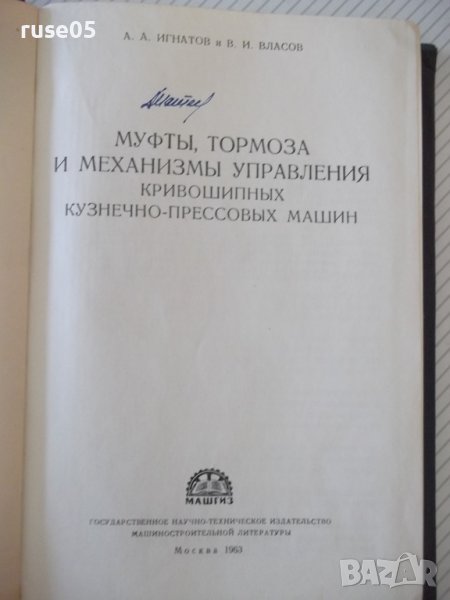 ruse05
А. А. ИГНАТОВ и В. И. ВЛАСОВ
МУФТЫ, ТОРМОЗА
И МЕХАНИЗМЫ УПРАВЛЕНИЯ
КРИВОШИПНЫХ
КУЗНЕЧНО-ПРЕССОВЫХ МАШИН
МАШГИЗ
ГОСУДАРСТВЕННОЕ НАУЧНО-ТЕХНИЧЕСКОЕ ИЗДАТЕЛЬСТВО
МАШИНОСТРОИТЕЛЬНОЙ ЛИТЕРАТУРЫ
Москва 1963
BAZAR